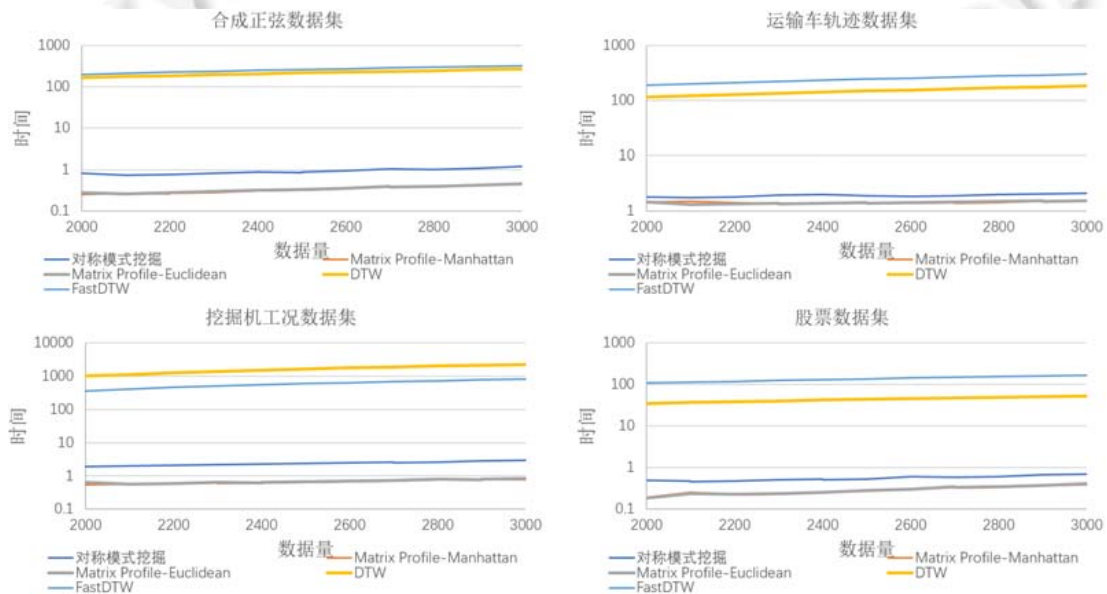 合成正弦数据集
1000
100
10
1
0.1
时间
2000 2200 2400 2600 2800 3000
数据量
对称模式挖掘 Matrix Profile-Manhattan
Matrix Profile-Euclidean DTW
FastDTW
运输车轨迹数据集
1000
100
10
1
时间
2000 2200 2400 2600 2800 3000
数据量
对称模式挖掘 Matrix Profile-Manhattan
Matrix Profile-Euclidean DTW
FastDTW
挖掘机工况数据集
10000
1000
100
10
1
0.1
时间
2000 2200 2400 2600 2800 3000
数据量
对称模式挖掘 Matrix Profile-Manhattan
Matrix Profile-Euclidean DTW
FastDTW
股票数据集
1000
100
10
1
0.1
时间
2000 2200 2400 2600 2800 3000
数据量
对称模式挖掘 Matrix Profile-Manhattan
Matrix Profile-Euclidean DTW
FastDTW